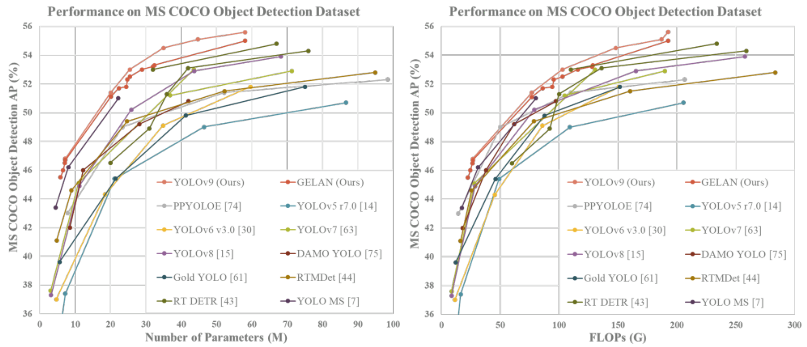 Performance on MS COCO Object Detection Dataset
MS COCO Object Detection AP (%)
56
54
52
50
48
46
44
42
40
38
36
YOLOv9 (Ours) GELAN (Ours)
PPYOLOE [74] YOLOv5 r7.0 [14]
YOLOv6 v3.0 [30] YOLOv7 [63]
YOLOv8 [15] DAMO YOLO [75]
Gold YOLO [61] RTMDet [44]
RT DETR [43] YOLO MS [7]
0 10 20 30 40 50 60 70 80 90 100
Number of Parameters (M)
Performance on MS COCO Object Detection Dataset
MS COCO Object Detection AP (%)
56
54
52
50
48
46
44
42
40
38
36
YOLOv9 (Ours) GELAN (Ours)
PPYOLOE [74] YOLOv5 r7.0 [14]
YOLOv6 v3.0 [30] YOLOv7 [63]
YOLOv8 [15] DAMO YOLO [75]
Gold YOLO [61] RTMDet [44]
RT DETR [43] YOLO MS [7]
0 50 100 150 200 250 300
FLOPs (G)